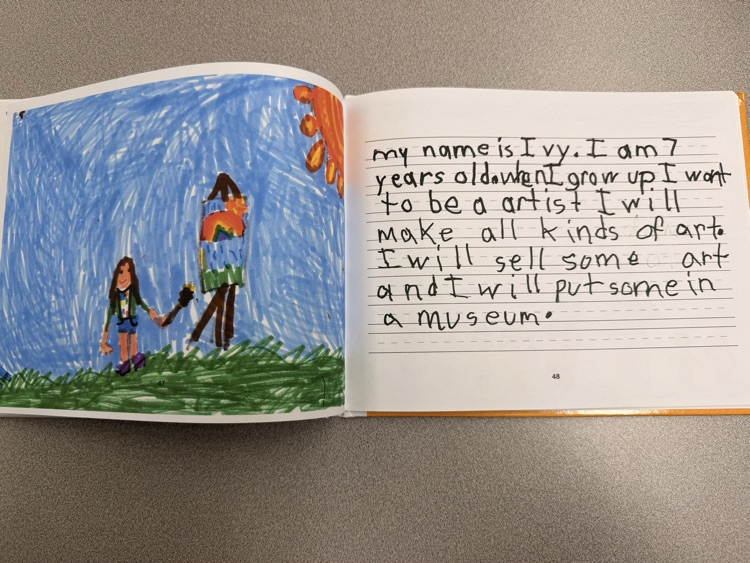 my name is Ivy. I am 7
years old. when I grow up I want
to be a artist I will
make all kinds of art.
I will sell some art
and I will put some in
a museum.
48